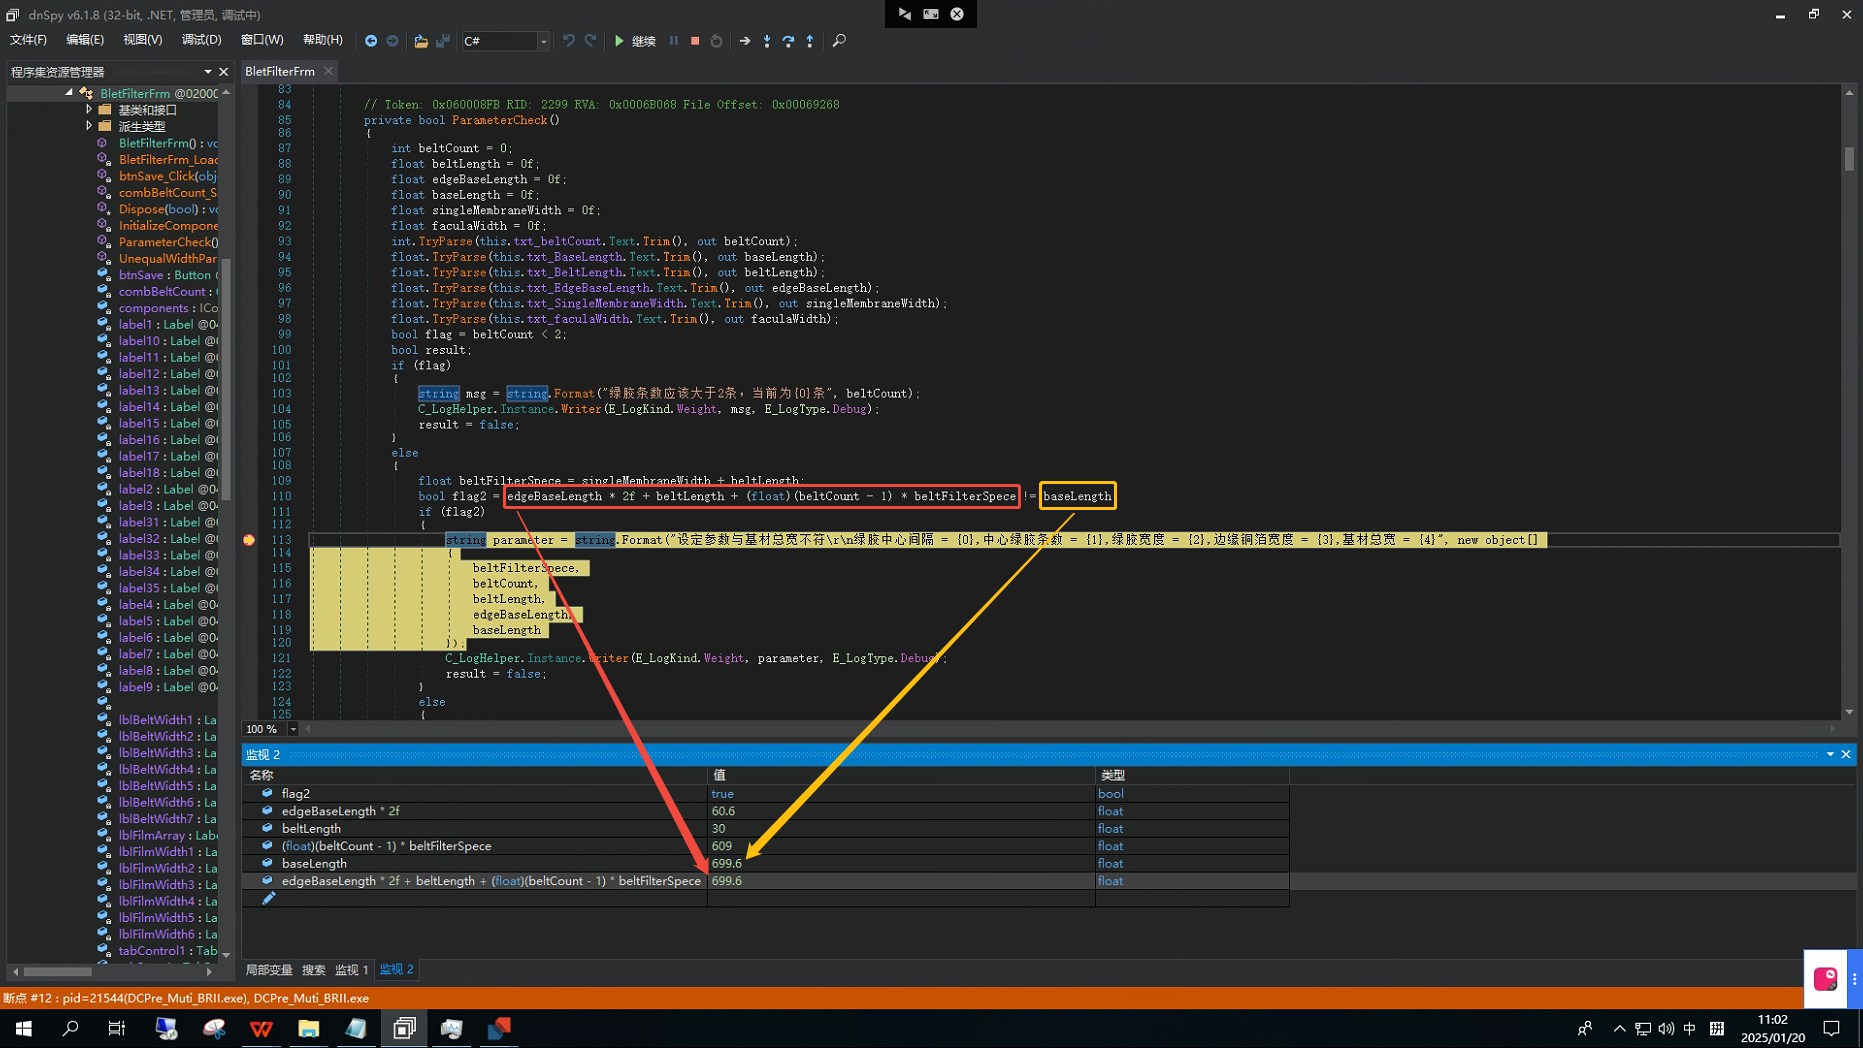 dnSpy v6.1.8 (32-bit, .NET, 管理员, 调试中)
文件(F) 编辑(E) 视图(V) 调试(D) 窗口(W) 帮助(H) C# 继续
程序集资源管理器
BletFilterFrm @02000
基类和接口
派生类型
BletFilterFrm() : vo
BletFilterFrm_Load
btnSave_Click(obj
combBeltCount_S
Dispose(bool) : vo
InitializeCompone
ParameterCheck()
UnequalWidthPar
btnSave : Button @
combBeltCount :
components : ICo
label1 : Label @04
label10 : Label @0
label11 : Label @0
label12 : Label @0
label13 : Label @0
label14 : Label @0
label15 : Label @0
label16 : Label @0
label17 : Label @0
label18 : Label @0
label2 : Label @04
label3 : Label @04
label31 : Label @0
label32 : Label @0
label33 : Label @0
label34 : Label @0
label35 : Label @0
label4 : Label @04
label5 : Label @04
label6 : Label @04
label7 : Label @04
label8 : Label @04
label9 : Label @04
lblBeltWidth1 : La
lblBeltWidth2 : La
lblBeltWidth3 : La
lblBeltWidth4 : La
lblBeltWidth5 : La
lblBeltWidth6 : La
lblBeltWidth7 : La
lblFilmArray : Labe
lblFilmWidth1 : La
lblFilmWidth2 : La
lblFilmWidth3 : La
lblFilmWidth4 : La
lblFilmWidth5 : La
lblFilmWidth6 : La
tabControl1 : Tab
BletFilterFrm
83
84 // Token: 0x060008FB RID: 2299 RVA: 0x0006B068 File Offset: 0x00069268
85 private bool ParameterCheck()
86 {
87 int beltCount = 0;
88 float beltLength = 0f;
89 float edgeBaseLength = 0f;
90 float baseLength = 0f;
91 float singleMembraneWidth = 0f;
92 float faculaWidth = 0f;
93 int.TryParse(this.txt_beltCount.Text.Trim(), out beltCount);
94 float.TryParse(this.txt_BaseLength.Text.Trim(), out baseLength);
95 float.TryParse(this.txt_BeltLength.Text.Trim(), out beltLength);
96 float.TryParse(this.txt_EdgeBaseLength.Text.Trim(), out edgeBaseLength);
97 float.TryParse(this.txt_SingleMembraneWidth.Text.Trim(), out singleMembraneWidth);
98 float.TryParse(this.txt_faculaWidth.Text.Trim(), out faculaWidth);
99 bool flag = beltCount < 2;
100 bool result;
101 if (flag)
102 {
103 string msg = string.Format("绿胶条数应该大于2条，当前为{0}条", beltCount);
104 C_LogHelper.Instance.Writer(E_LogKind.Weight, msg, E_LogType.Debug);
105 result = false;
106 }
107 else
108 {
109 float beltFilterSpece = singleMembraneWidth + beltLength;
110 bool flag2 = edgeBaseLength * 2f + beltLength + (float)(beltCount - 1) * beltFilterSpece != baseLength
111 if (flag2)
112 {
113 string parameter = string.Format("设定参数与基材总宽不符\r\n绿胶中心间隔 = {0},中心绿胶条数 = {1},绿胶宽度 = {2},边缘铜箔宽度 = {3},基材总宽 = {4}", new object[]
114 {
115 beltFilterSpece,
116 beltCount,
117 beltLength,
118 edgeBaseLength,
119 baseLength
120 });
121 C_LogHelper.Instance.Writer(E_LogKind.Weight, parameter, E_LogType.Debug);
122 result = false;
123 }
124 else
125 {
100 %
监视 2
名称 值 类型
flag2 true bool
edgeBaseLength * 2f 60.6 float
beltLength 30 float
(float)(beltCount - 1) * beltFilterSpece 609 float
baseLength 699.6 float
edgeBaseLength * 2f + beltLength + (float)(beltCount - 1) * beltFilterSpece 699.6 float
局部变量 搜索 监视 1 监视 2
断点 #12 : pid=21544(DCPre_Muti_BRII.exe), DCPre_Muti_BRII.exe
中 拼 11:02
2025/01/20